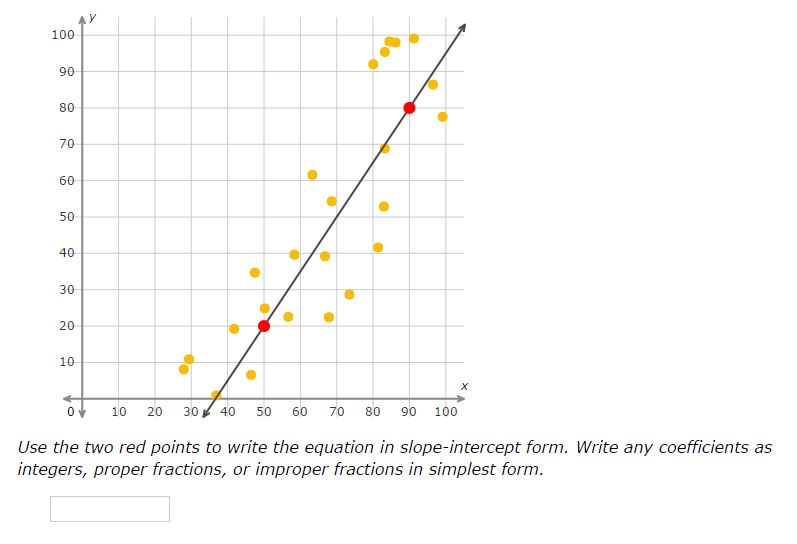 y
100
90
80
70
60
50
40
30
20
10
x
0 10 20 30 40 50 60 70 80 90 100
Use the two red points to write the equation in slope-intercept form. Write any coefficients as
integers, proper fractions, or improper fractions in simplest form.